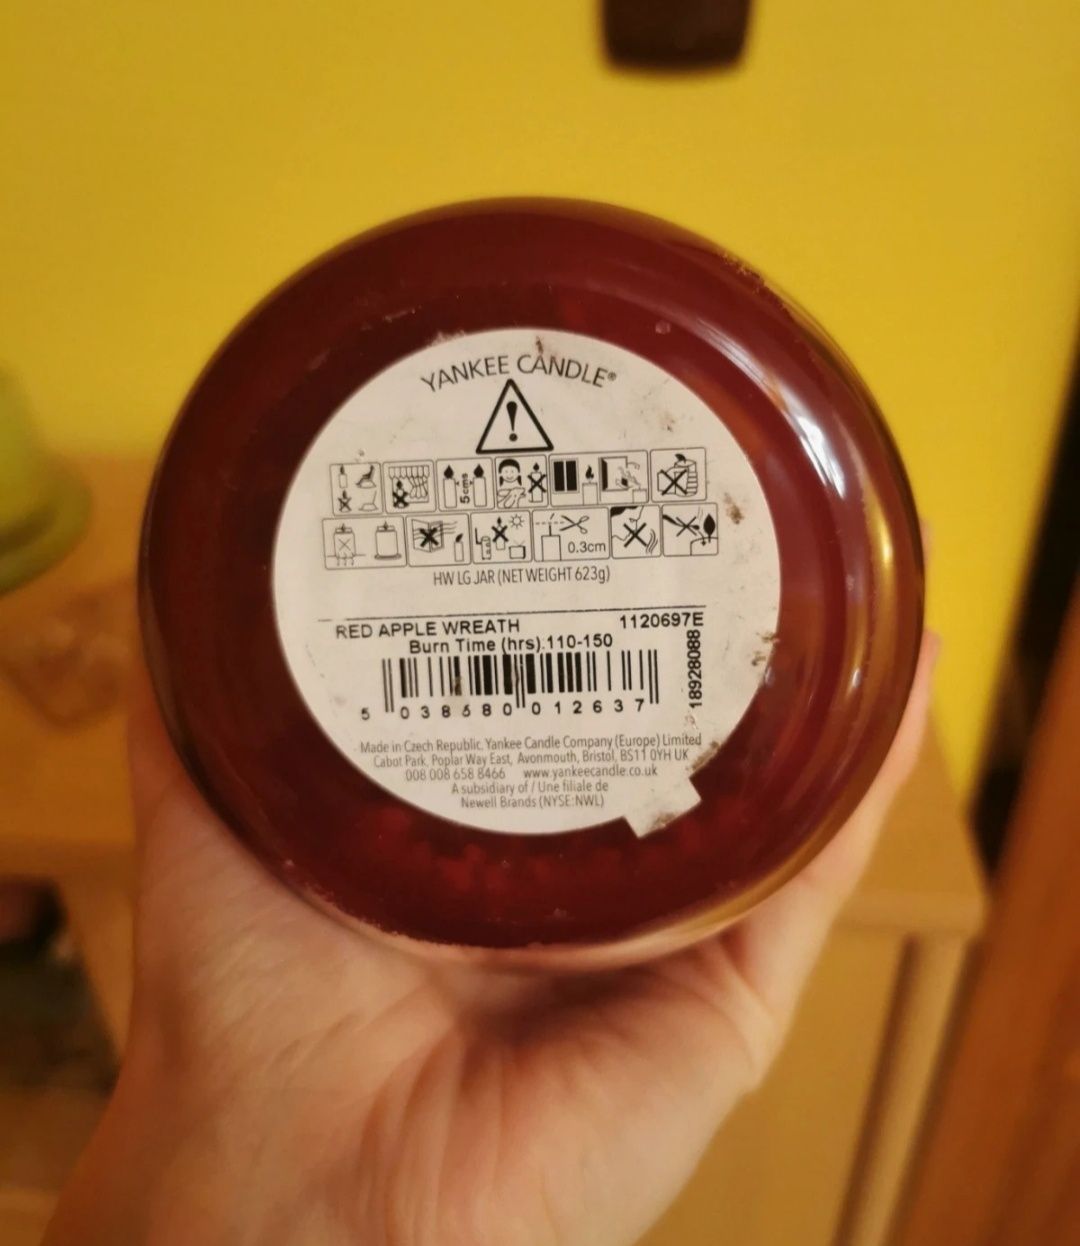 YANKEE CANDLE®
5cms
0.3cm
HW LG JAR (NET WEIGHT 623g)
RED APPLE WREATH 1120697E
Burn Time (hrs):110-150
18928088
5 038580 012637
Made in Czech Republic. Yankee Candle Company (Europe) Limited
Cabot Park, Poplar Way East, Avonmouth, Bristol, BS11 0YH UK
008 008 658 8466 www.yankeecandle.co.uk
A subsidiary of / Une filiale de
Newell Brands (NYSE:NWL)